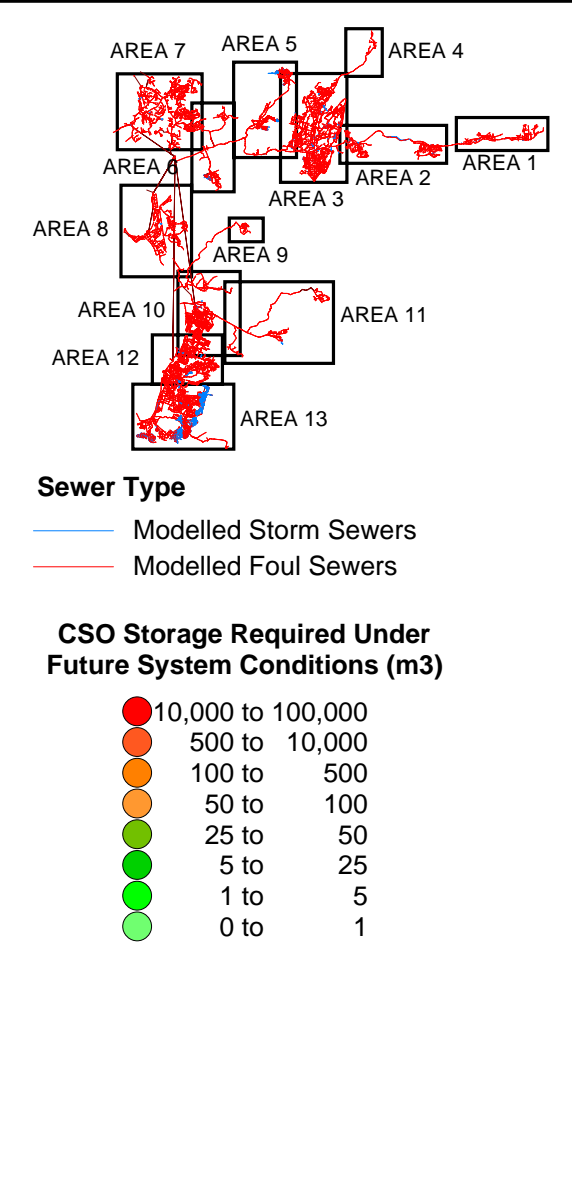 AREA 7
AREA 5
AREA 4
AREA 6
AREA 3
AREA 2
AREA 1
AREA 8
AREA 9
AREA 10
AREA 11
AREA 12
AREA 13
Sewer Type
Modelled Storm Sewers
Modelled Foul Sewers
CSO Storage Required Under
Future System Conditions (m3)
10,000 to 100,000
500 to 10,000
100 to 500
50 to 100
25 to 50
5 to 25
1 to 5
0 to 1